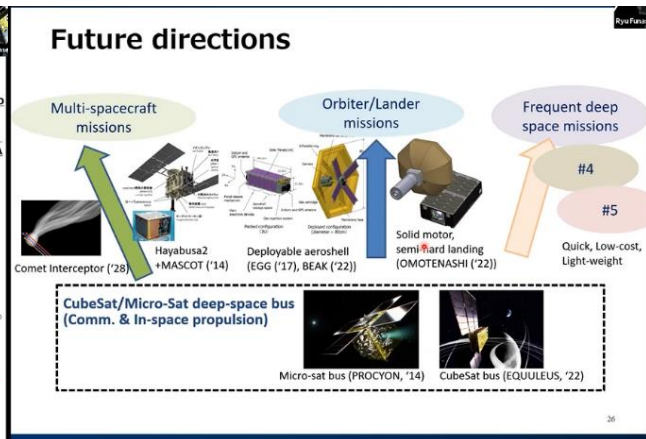 Ryu Funas
Future directions
Multi-spacecraft
missions
Orbiter/Lander
missions
Frequent deep
space missions
#4
#5
Quick, Low-cost,
Light-weight
Comet Interceptor ('28)
Hayabusa2
+MASCOT ('14)
Deployable aeroshell
(EGG ('17), BEAK ('22))
Solid motor,
semi-hard landing
(OMOTENASHI ('22))
CubeSat/Micro-Sat deep-space bus
(Comm. & In-space propulsion)
Micro-sat bus (PROCYON, '14)
CubeSat bus (EQUULEUS, '22)
26